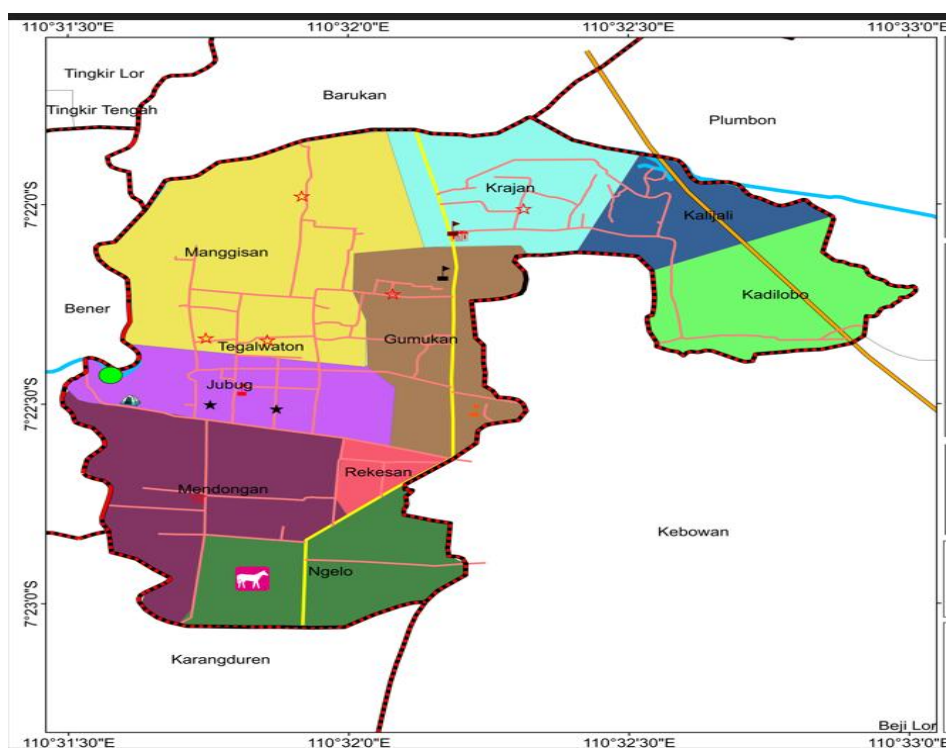 110°31'30"E
110°32'0"E
110°32'30"E
110°33'0"E
Tingkir Lor
Barukan
Tingkir Tengah
Plumbon
7°22'0"S
Krajan
Kalijali
Manggisan
Kadilobo
Bener
Gumukan
Tegalwaton
Jubug
7°22'30"S
Rekesan
Mendongan
Kebowan
Ngelo
7°23'0"S
Karangduren
Beji Lor
110°31'30"E
110°32'0"E
110°32'30"E
110°33'0"E